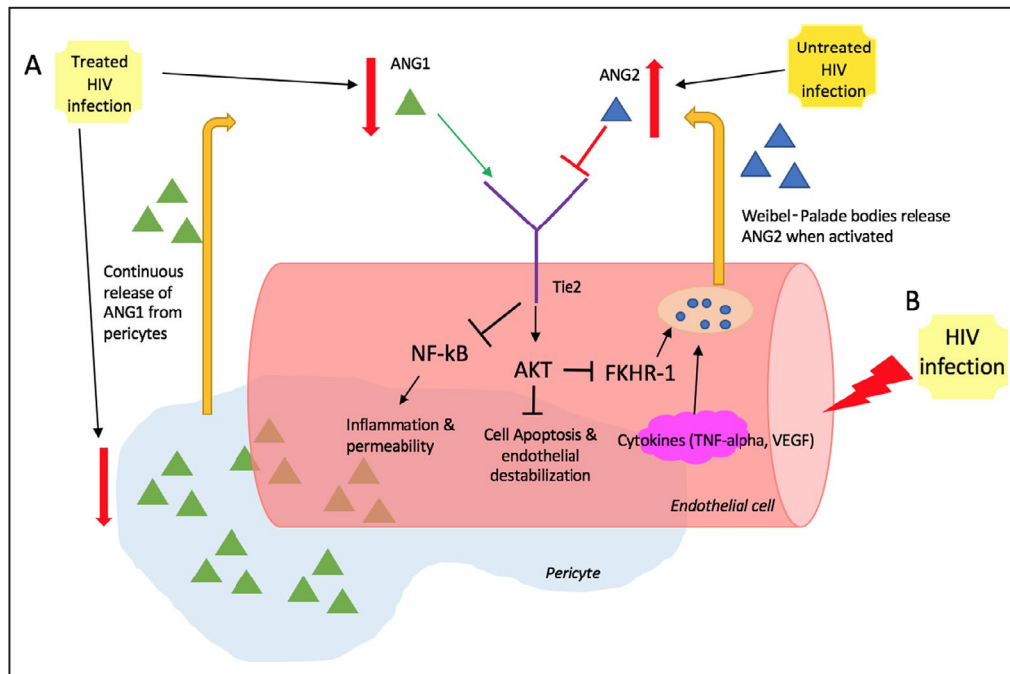 A
Treated
HIV
infection
ANG1
ANG2
Untreated
HIV
infection
Continuous
release of
ANG1 from
pericytes
Weibel-Palade bodies release
ANG2 when activated
Tie2
B
HIV
infection
NF-kB
AKT
FKHR-1
Inflammation &
permeability
Cell Apoptosis &
endothelial
destabilization
Cytokines (TNF-alpha, VEGF)
Endothelial cell
Pericyte